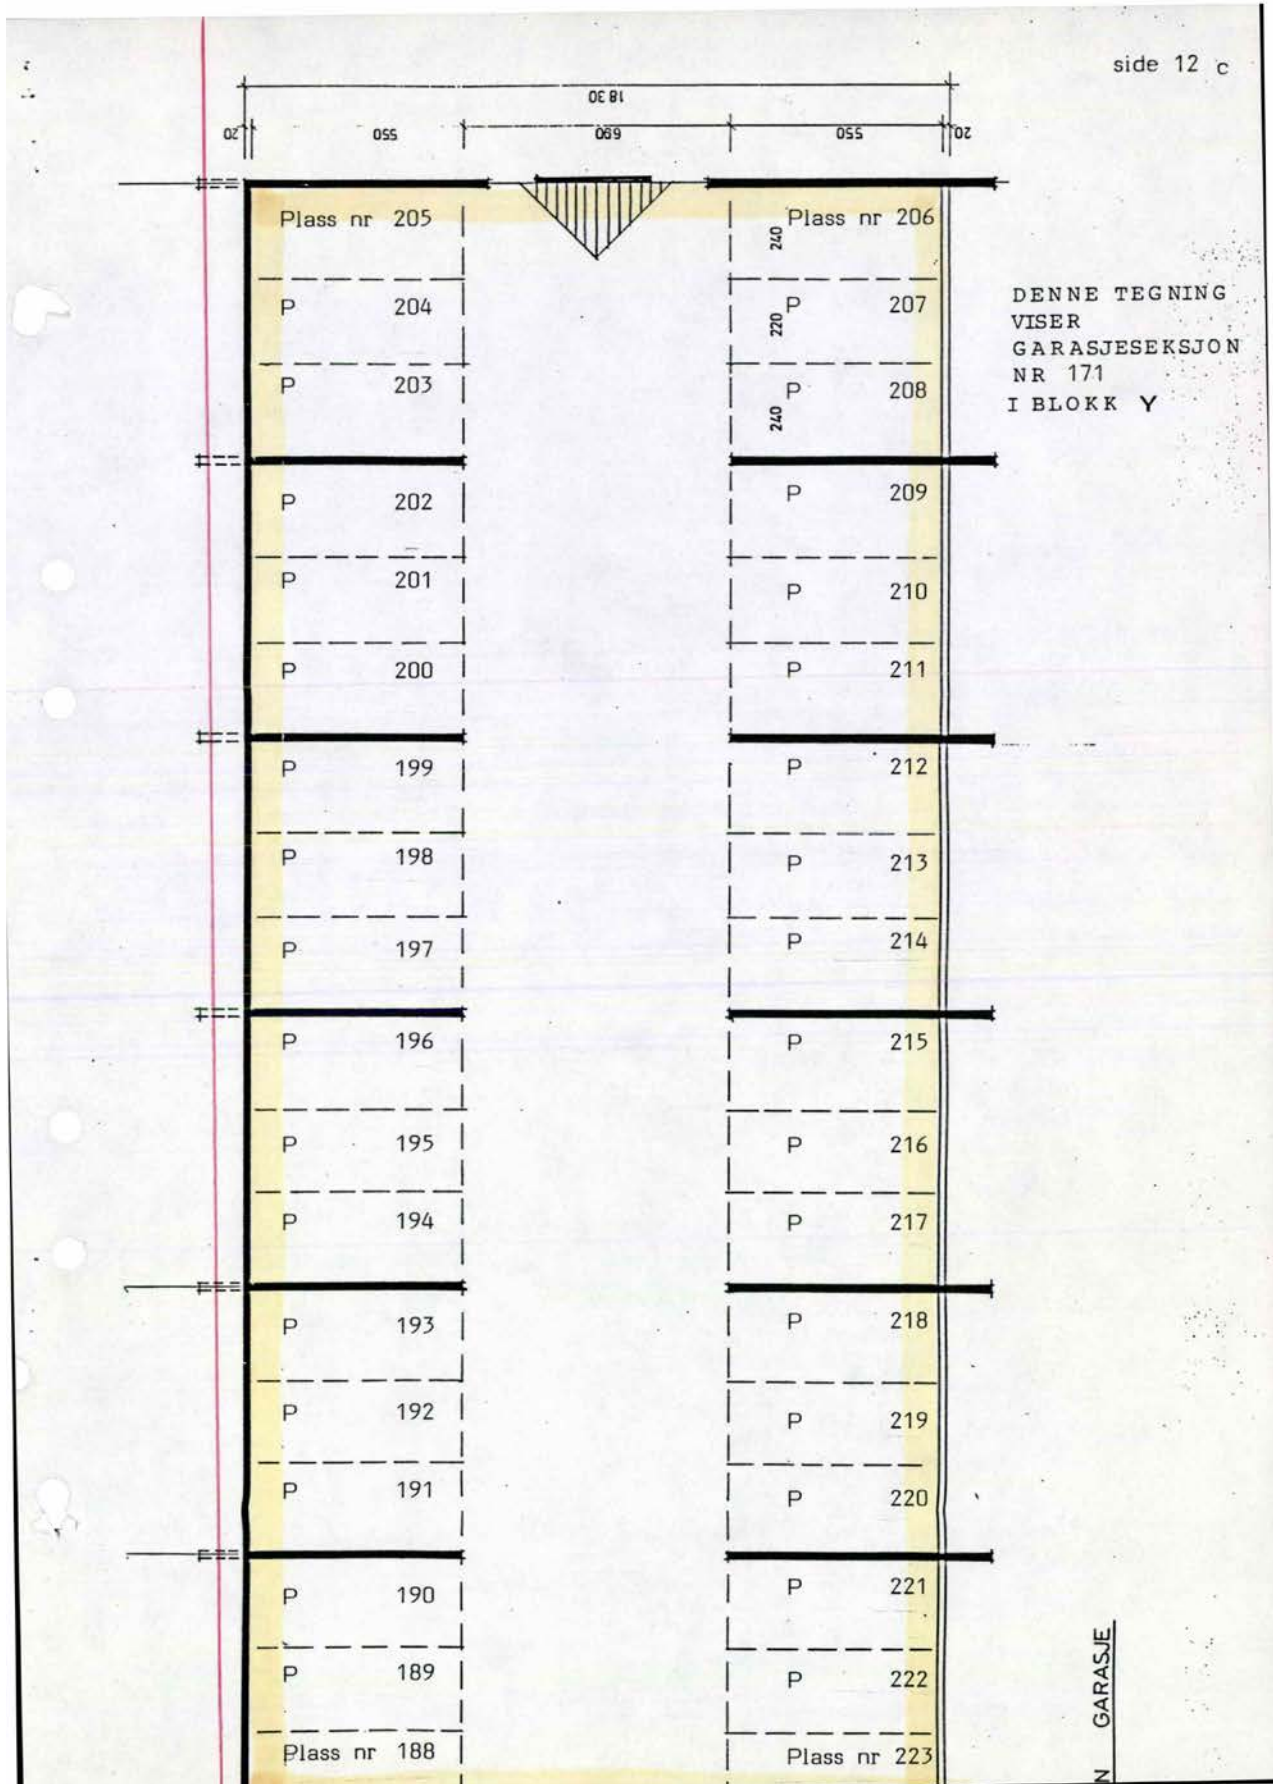 side 12 c
18 30
20 550 690 550 20
Plass nr 205
Plass nr 206
240
P 204
P 207
220
P 203
P 208
240
DENNE TEGNING
VISER
GARASJESEKSJON
NR 171
I BLOKK Y
P 202
P 209
P 201
P 210
P 200
P 211
P 199
P 212
P 198
P 213
P 197
P 214
P 196
P 215
P 195
P 216
P 194
P 217
P 193
P 218
P 192
P 219
P 191
P 220
P 190
P 221
P 189
P 222
Plass nr 188
Plass nr 223
N GARASJE